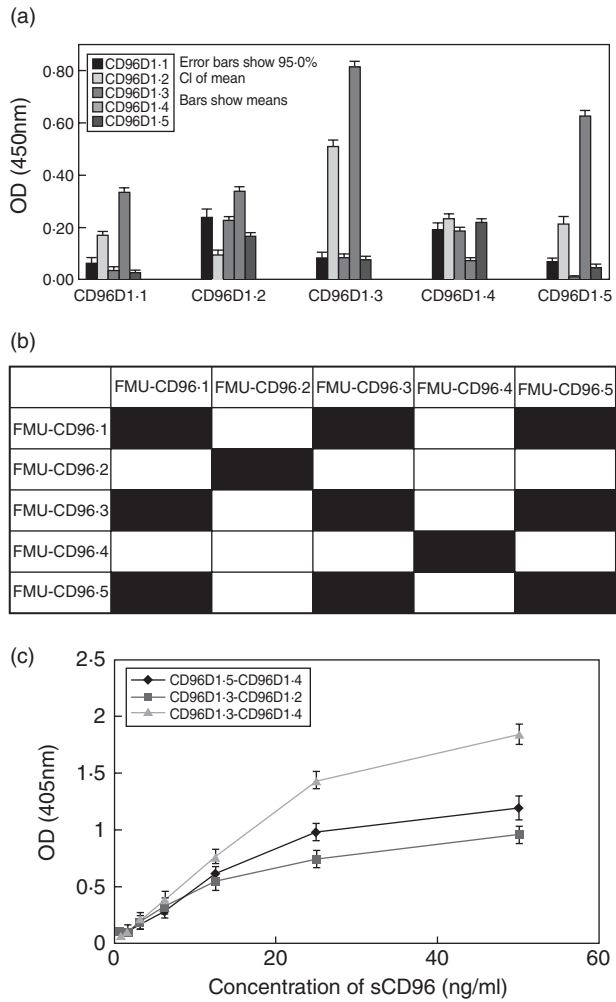 (a)
CD96D1·1
CD96D1·2
CD96D1·3
CD96D1·4
CD96D1·5
Error bars show 95·0%
CI of mean
Bars show means
OD (450nm)
0·80
0·60
0·40
0·20
0·00
CD96D1·1 CD96D1·2 CD96D1·3 CD96D1·4 CD96D1·5
(b)
FMU-CD96·1 FMU-CD96·2 FMU-CD96·3 FMU-CD96·4 FMU-CD96·5
FMU-CD96·1
FMU-CD96·2
FMU-CD96·3
FMU-CD96·4
FMU-CD96·5
(c)
CD96D1·5-CD96D1·4
CD96D1·3-CD96D1·2
CD96D1·3-CD96D1·4
OD (405nm)
2·5
2
1·5
1
0·5
0
0 20 40 60
Concentration of sCD96 (ng/ml)